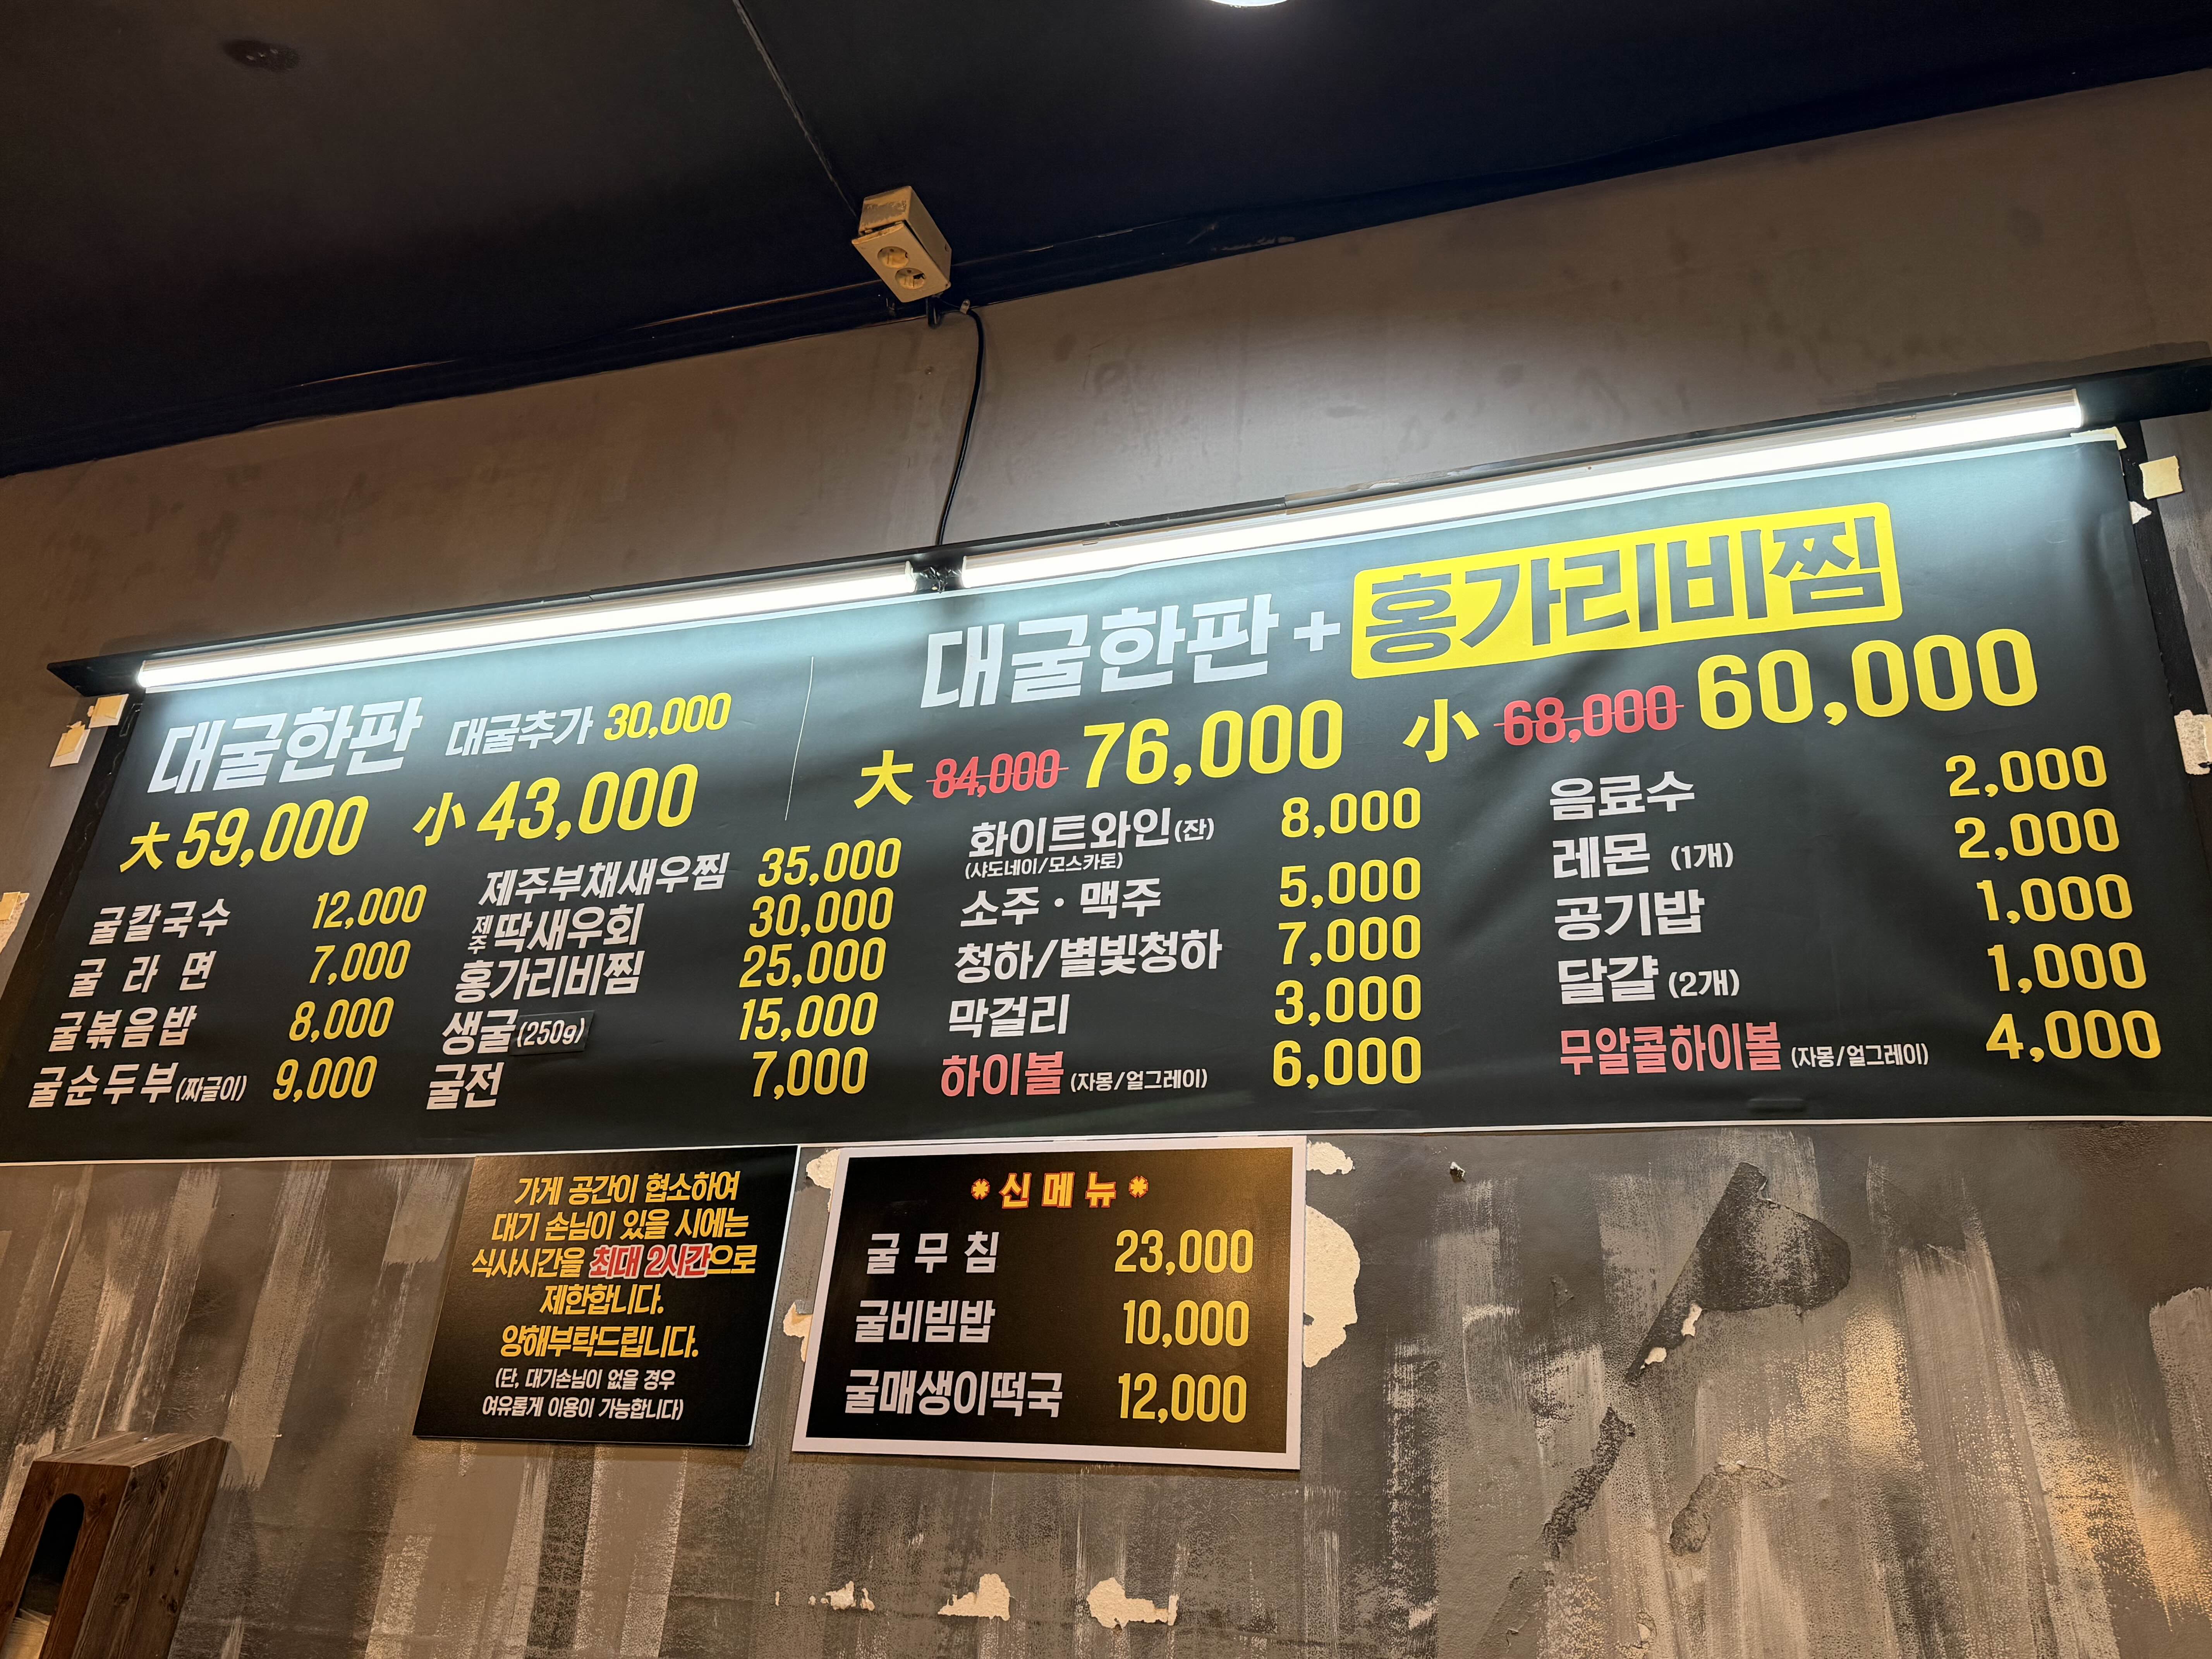 대굴한판 대굴추가 30,000
大 59,000 小 43,000
굴칼국수 12,000
굴라면 7,000
굴볶음밥 8,000
굴순두부(짜글이) 9,000
제주부채새우찜 35,000
제주딱새우회 30,000
홍가리비찜 25,000
생굴(250g) 15,000
굴전 7,000
대굴한판+홍가리비찜
大 84,000 76,000 小 68,000 60,000
화이트와인(잔) 8,000
(샤도네이/모스카토)
소주·맥주 5,000
청하/별빛청하 7,000
막걸리 3,000
하이볼(자몽/얼그레이) 6,000
음료수 2,000
레몬 (1개) 2,000
공기밥 1,000
달걀(2개) 1,000
무알콜하이볼(자몽/얼그레이) 4,000
가게 공간이 협소하여
대기 손님이 있을 시에는
식사시간을 최대 2시간으로
제한합니다.
양해부탁드립니다.
(단, 대기손님이 없을 경우
여유롭게 이용이 가능합니다)
*신메뉴*
굴무침 23,000
굴비빔밥 10,000
굴매생이떡국 12,000